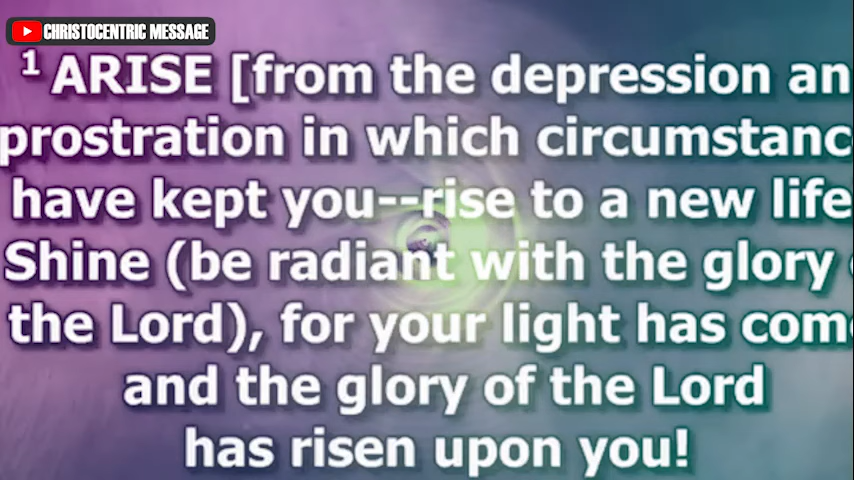 CHRISTOCENTRIC MESSAGE
1 ARISE [from the depression an
prostration in which circumstanc
have kept you--rise to a new life
Shine (be radiant with the glory
the Lord), for your light has com
and the glory of the Lord
has risen upon you!